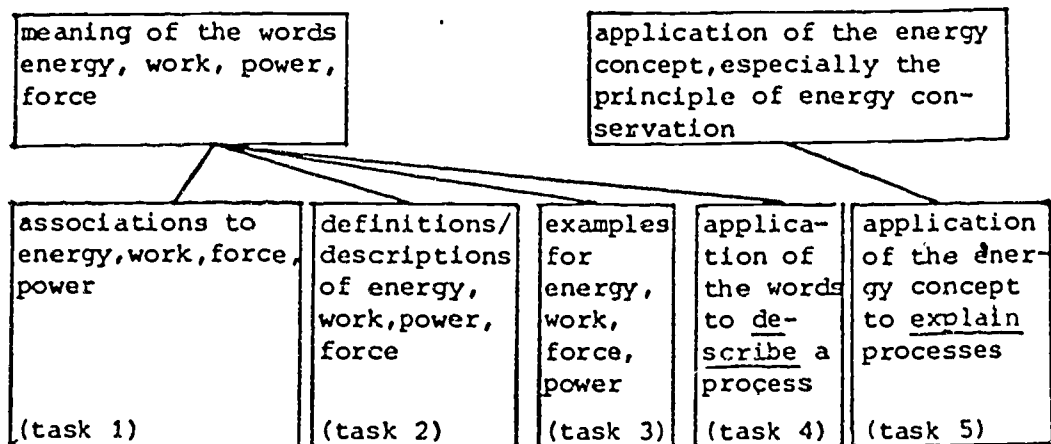 meaning of the words
energy, work, power,
force
application of the energy
concept,especially the
principle of energy con-
servation
associations to
energy,work,force,
power
(task 1)
definitions/
descriptions
of energy,
work,power,
force
(task 2)
examples
for
energy,
work,
force,
power
(task 3)
applica-
tion of
the words
to de-
scribe a
process
(task 4)
application
of the ener-
gy concept
to explain
processes
(task 5)